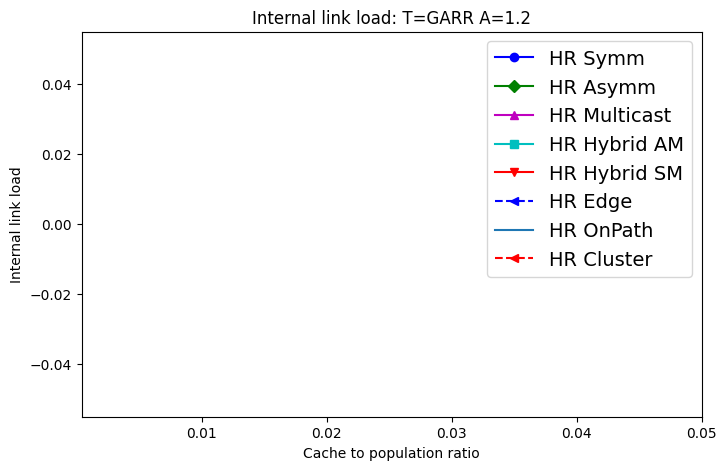 Internal link load: T=GARR A=1.2
HR Symm
HR Asymm
HR Multicast
HR Hybrid AM
HR Hybrid SM
HR Edge
HR OnPath
HR Cluster
Internal link load
0.04
0.02
0.00
−0.02
−0.04
0.01
0.02
0.03
0.04
0.05
Cache to population ratio